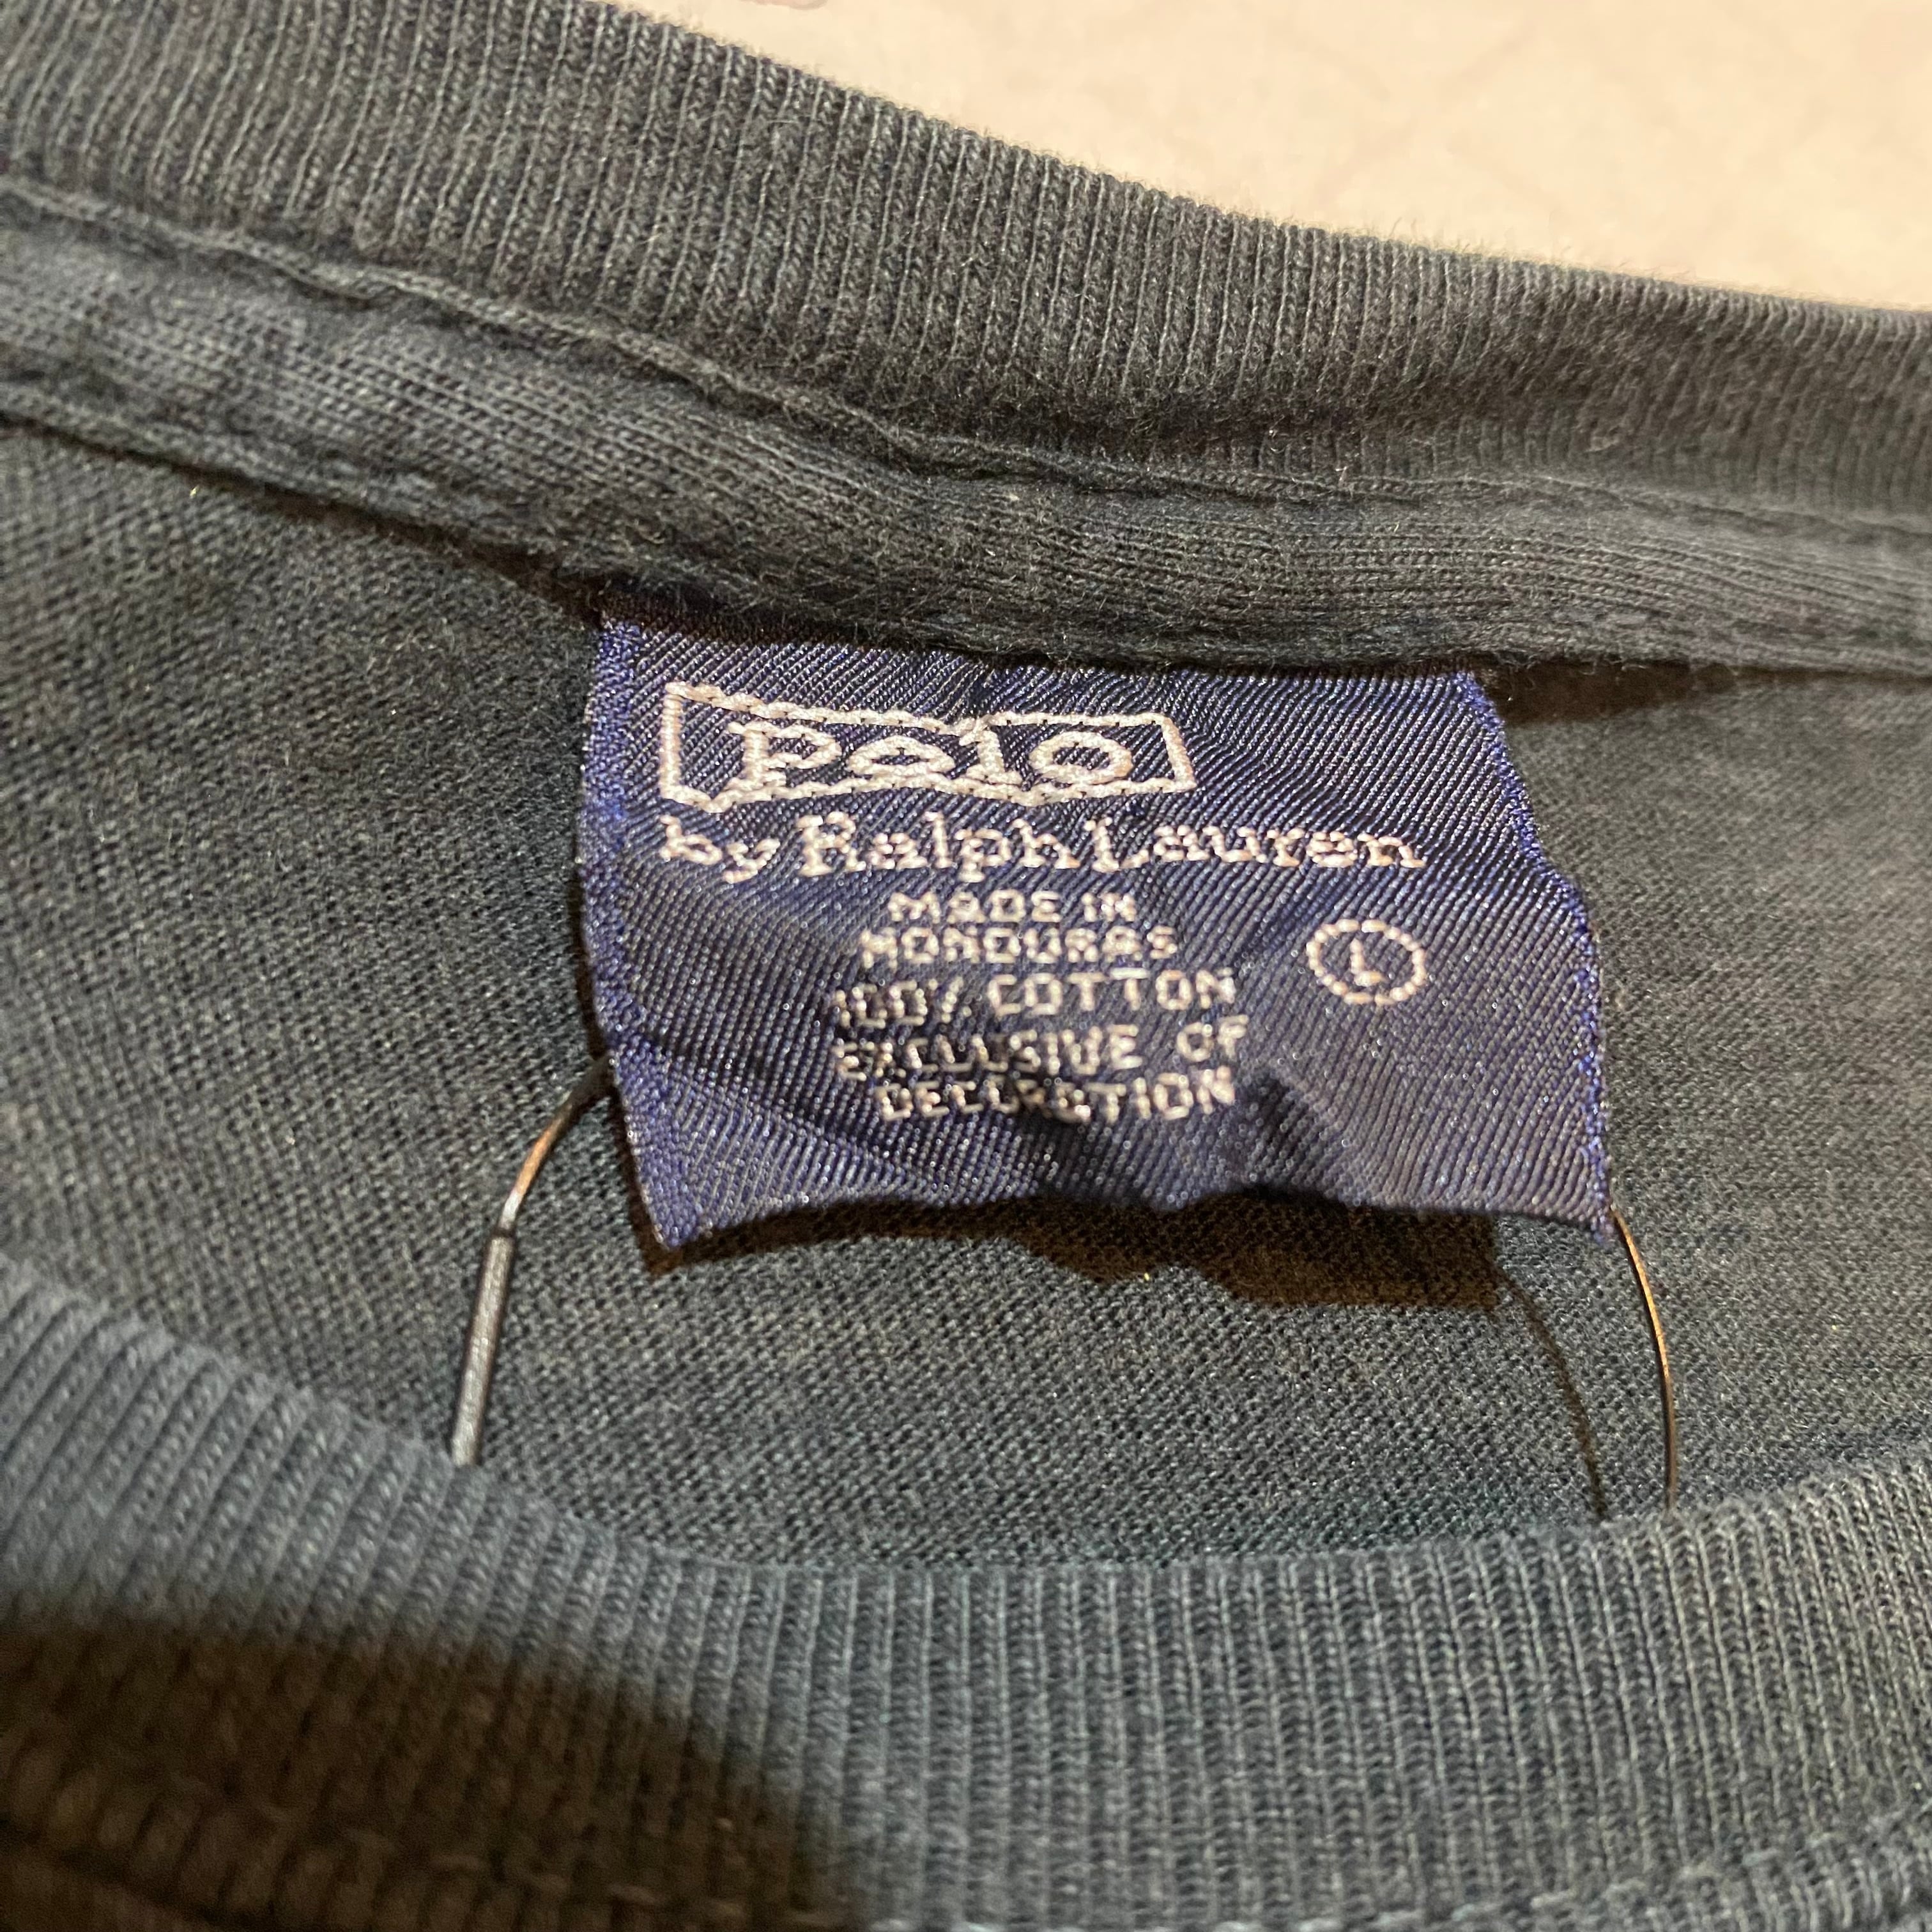 Polo
by Ralph Lauren
MADE IN
HONDURAS
L
100% COTTON
EXCLUSIVE OF
DECORATION